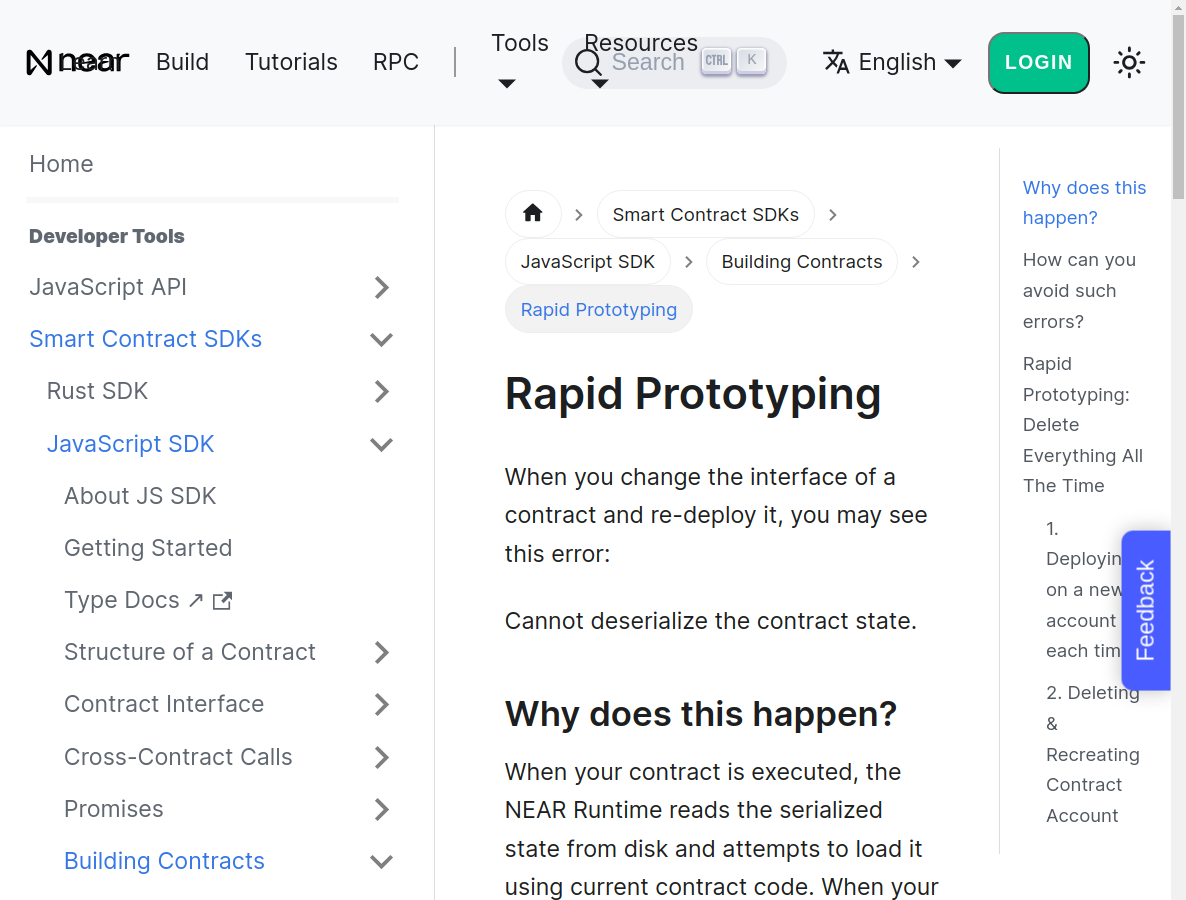 near
Learn
Build
Tutorials
RPC
Tools
Resources
Search
CTRL
K
English
LOGIN
Home
Developer Tools
JavaScript API
Smart Contract SDKs
Rust SDK
JavaScript SDK
About JS SDK
Getting Started
Type Docs ↗
Structure of a Contract
Contract Interface
Cross-Contract Calls
Promises
Building Contracts
Smart Contract SDKs
JavaScript SDK
Building Contracts
Rapid Prototyping
Rapid Prototyping
When you change the interface of a
contract and re-deploy it, you may see
this error:
Cannot deserialize the contract state.
Why does this happen?
When your contract is executed, the
NEAR Runtime reads the serialized
state from disk and attempts to load it
using current contract code. When your
Why does this
happen?
How can you
avoid such
errors?
Rapid
Prototyping:
Delete
Everything All
The Time
1.
Deployin
on a new
account
each tim
2. Deleting
&
Recreating
Contract
Account
Feedback